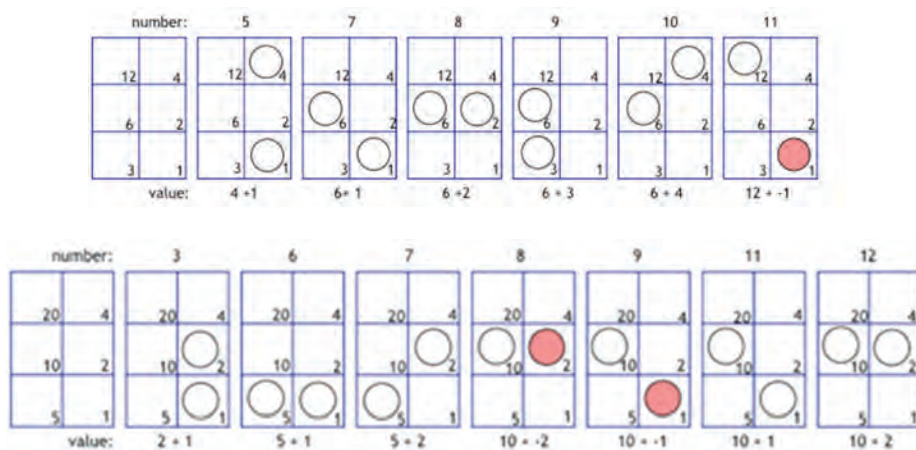 number: 5 7 8 9 10 11
12 4 12 4 12 4 12 4 12 4 12 4 12 4
6 2 6 2 6 2 6 2 6 2 6 2 6 2
3 1 3 1 3 1 3 1 3 1 3 1 3 1
value: 4 +1 6+ 1 6 +2 6 + 3 6 + 4 12 + -1
number: 3 6 7 8 9 11 12
20 4 20 4 20 4 20 4 20 4 20 4 20 4 20 4
10 2 10 2 10 2 10 2 10 2 10 2 10 2 10 2
5 1 5 1 5 1 5 1 5 1 5 1 5 1 5 1
value: 2 + 1 5 + 1 5 + 2 10 + -2 10 + -1 10 + 1 10 + 2